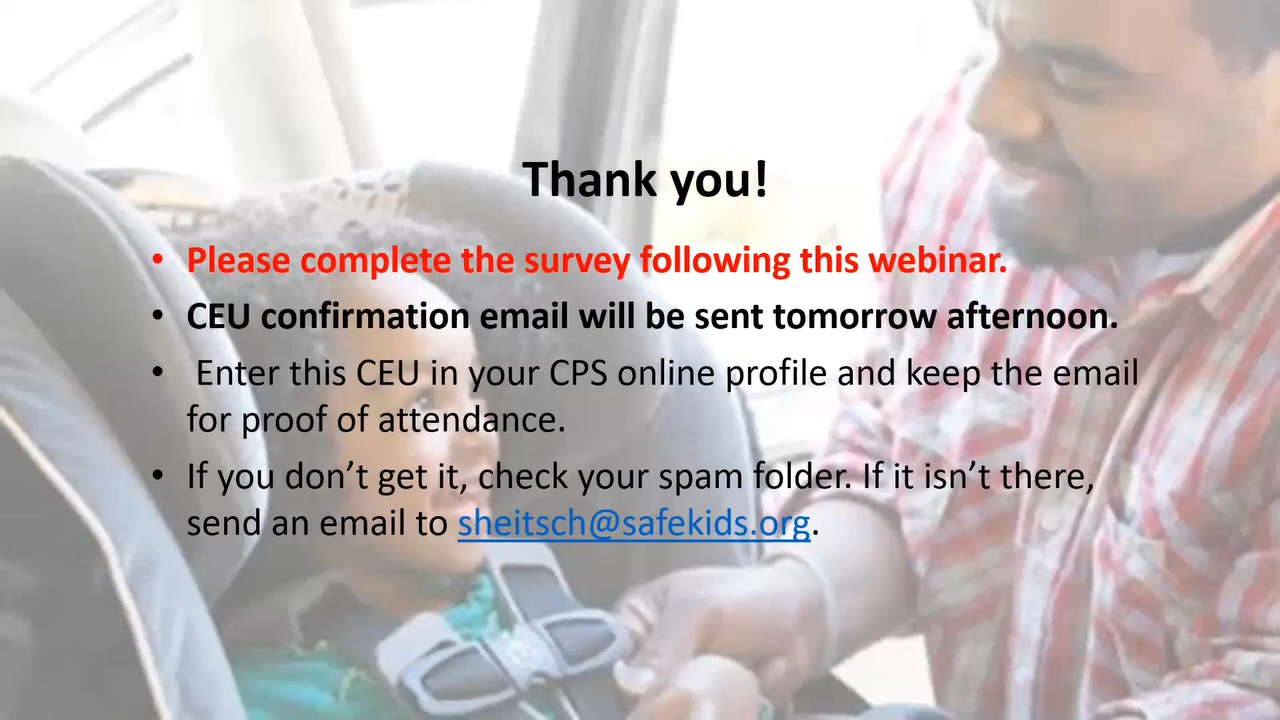 Thank you!
• Please complete the survey following this webinar.
• CEU confirmation email will be sent tomorrow afternoon.
• Enter this CEU in your CPS online profile and keep the email
for proof of attendance.
• If you don’t get it, check your spam folder. If it isn’t there,
send an email to sheitsch@safekids.org.